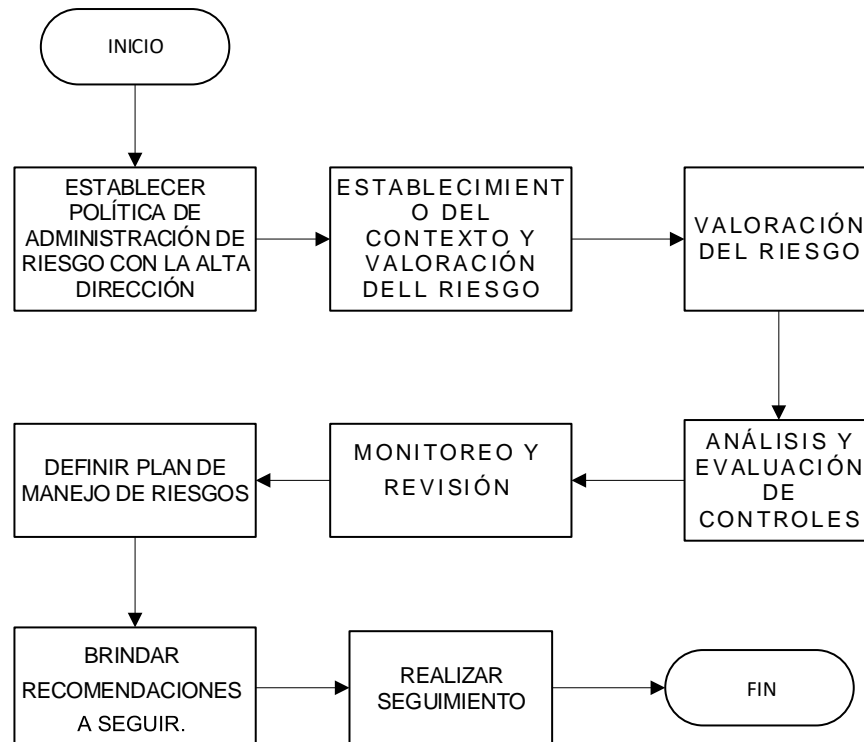 INICIO
ESTABLECER
POLÍTICA DE
ADMINISTRACIÓN DE
RIESGO CON LA ALTA
DIRECCIÓN
ESTABLECIMIENT
O DEL
CONTEXTO Y
VALORACIÓN
DELL RIESGO
VALORACIÓN
DEL RIESGO
ANÁLISIS Y
EVALUACIÓN
DE
CONTROLES
MONITOREO Y
REVISIÓN
DEFINIR PLAN DE
MANEJO DE RIESGOS
BRINDAR
RECOMENDACIONES
A SEGUIR.
REALIZAR
SEGUIMIENTO
FIN